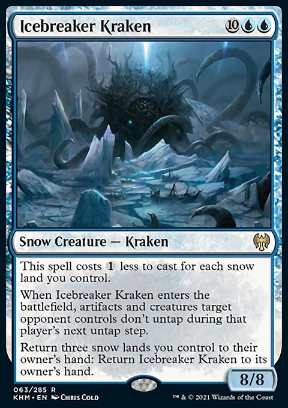 Icebreaker Kraken 10
Snow Creature — Kraken
This spell costs 1 less to cast for each snow
land you control.
When Icebreaker Kraken enters the
battlefield, artifacts and creatures target
opponent controls don't untap during that
player's next untap step.
Return three snow lands you control to their
owner's hand: Return Icebreaker Kraken to its
owner's hand.
8/8
063/285 R
KHM • EN CHRIS COLD
™ & © 2021 Wizards of the Coast